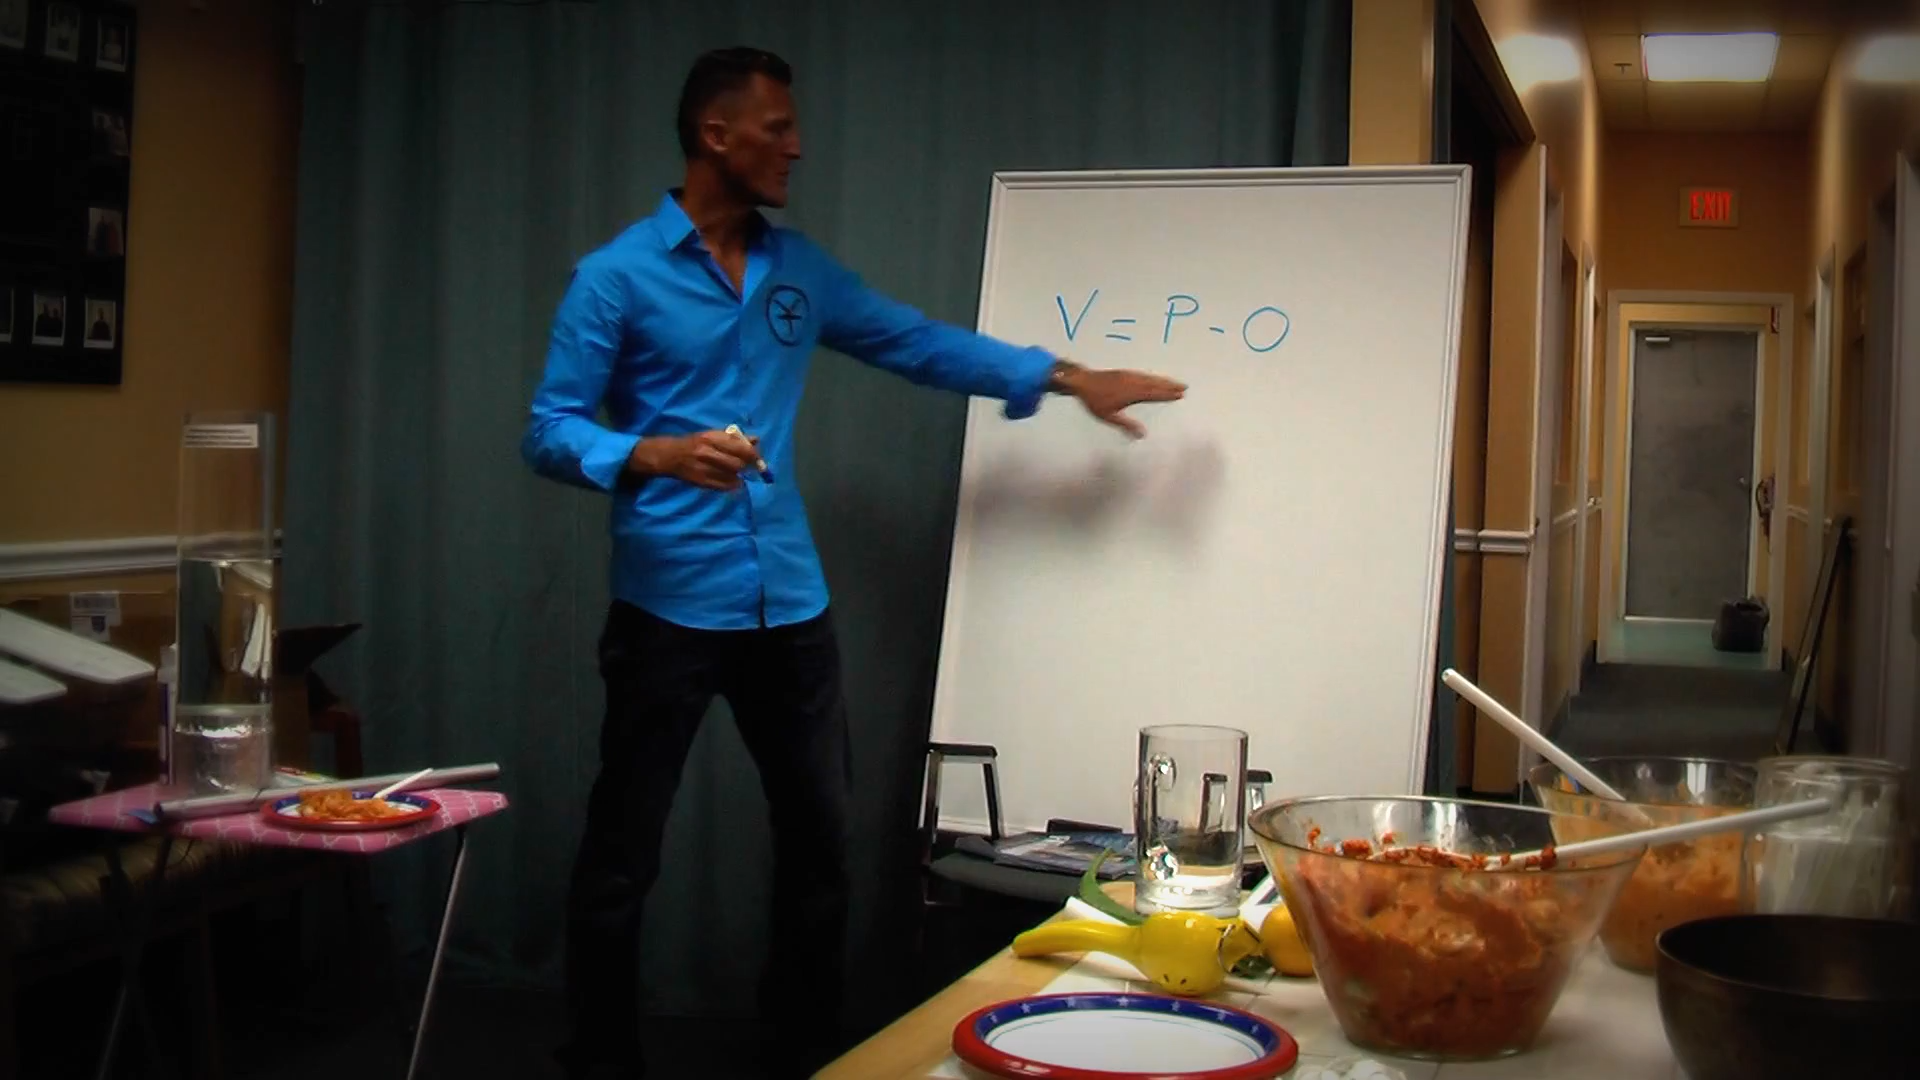 V = P - O
EXIT